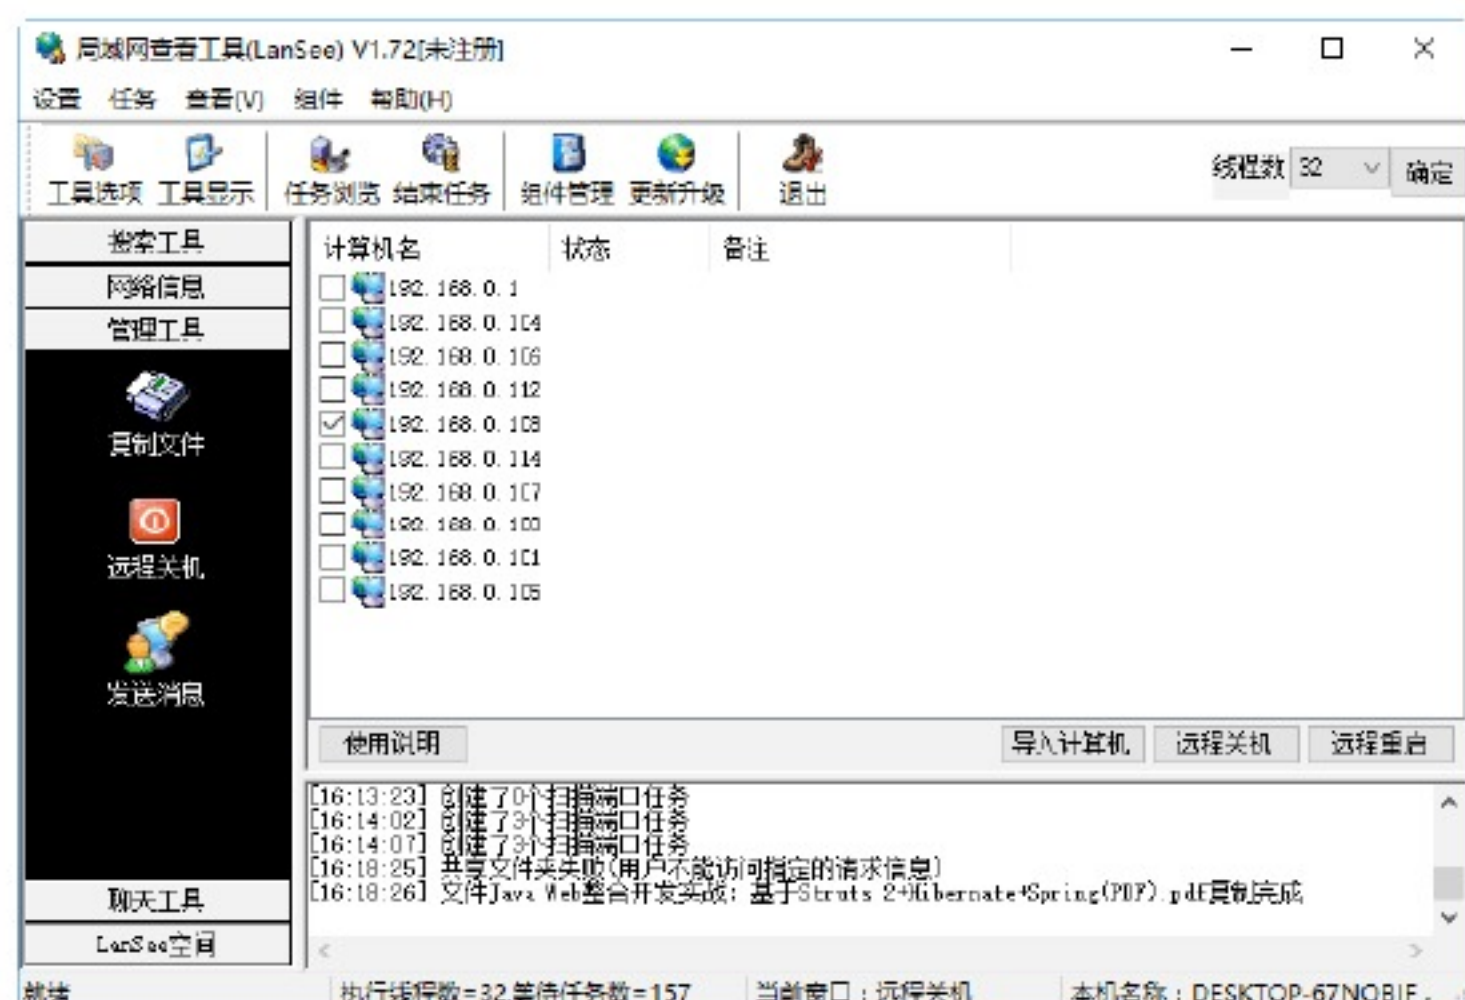 局域网查看工具(LanSee) V1.72[未注册]
设置 任务 查看(V) 组件 帮助(H)
工具选项 工具显示 任务浏览 结束任务 组件管理 更新升级 退出 线程数 32 确定
搜索工具
网络信息
管理工具
复制文件
远程关机
发送消息
聊天工具
LanSee空间
计算机名 状态 备注
192.168.0.1
192.168.0.104
192.168.0.106
192.168.0.112
192.168.0.108
192.168.0.114
192.168.0.107
192.168.0.100
192.168.0.101
192.168.0.105
使用说明 导入计算机 远程关机 远程重启
[16:13:23] 创建了0个扫描端口任务
[16:14:02] 创建了3个扫描端口任务
[16:14:07] 创建了3个扫描端口任务
[16:18:25] 共享文件夹失败(用户不能访问指定的请求信息)
[16:18:26] 文件Java Web整合开发实战：基于Struts 2+Hibernate+Spring(PDF).pdf复制完成
就绪 执行线程数=32,等待任务数=157 当前窗口：远程关机 本机名称：DESKTOP-67NOBIF